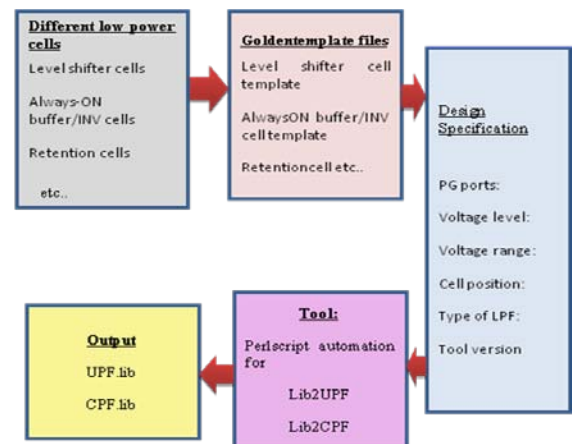 Different low power
cells
Level shifter cells
Always-ON
buffer/INV cells
Retention cells
etc..
Goldentemplate files
Level shifter cell
template
AlwaysON buffer/INV
cell template
Retentioncell etc..
Design
Specification
PG ports:
Voltage level:
Voltage range:
Cell position:
Type of LPF:
Tool version
Tool:
Perlscript automation
for
Lib2UPF
Lib2CPF
Output
UPF.lib
CPF.lib